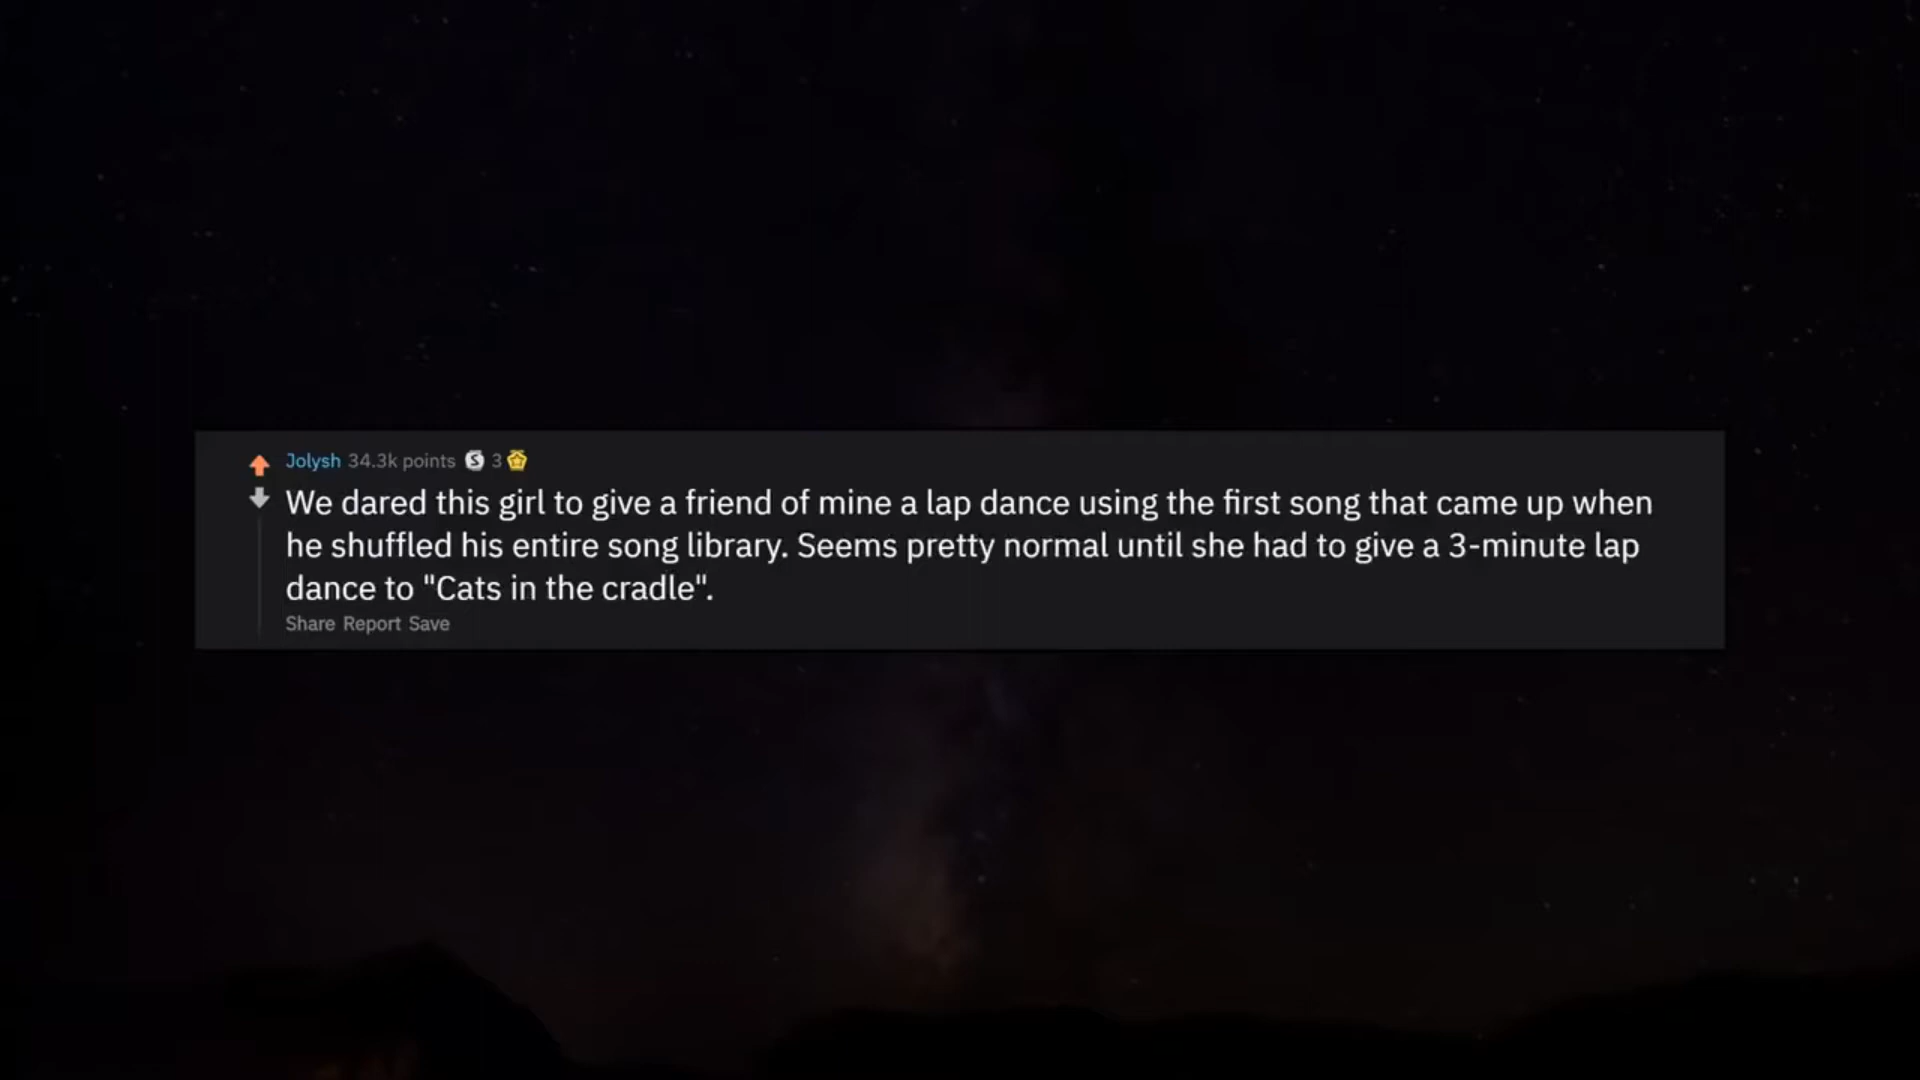 Jolysh 34.3k points S 3
We dared this girl to give a friend of mine a lap dance using the first song that came up when
he shuffled his entire song library. Seems pretty normal until she had to give a 3-minute lap
dance to "Cats in the cradle".
Share Report Save